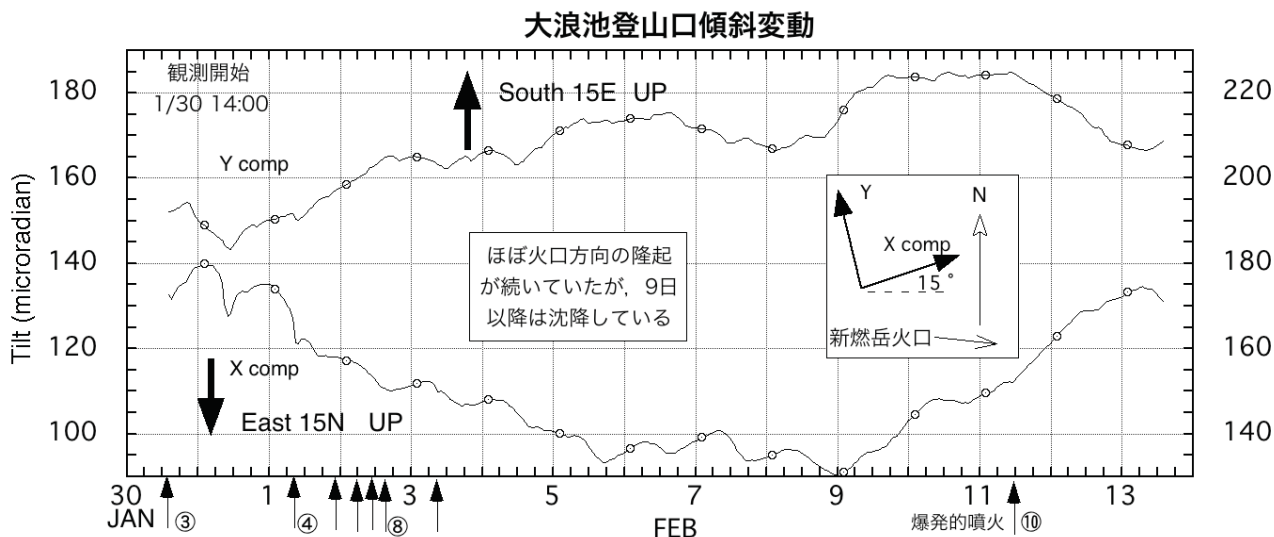 大浪池登山口傾斜変動
観測開始
1/30 14:00
South 15E UP
Y comp
180
160
140
120
100
220
200
180
160
140
Tilt (microradian)
ほぼ火口方向の隆起
が続いていたが，9日
以降は沈降している
Y
N
X comp
15°
新燃岳火口
X comp
East 15N UP
30 1 3 5 7 9 11 13
JAN ③ ④ ⑧ FEB 爆発的噴火 ⑩